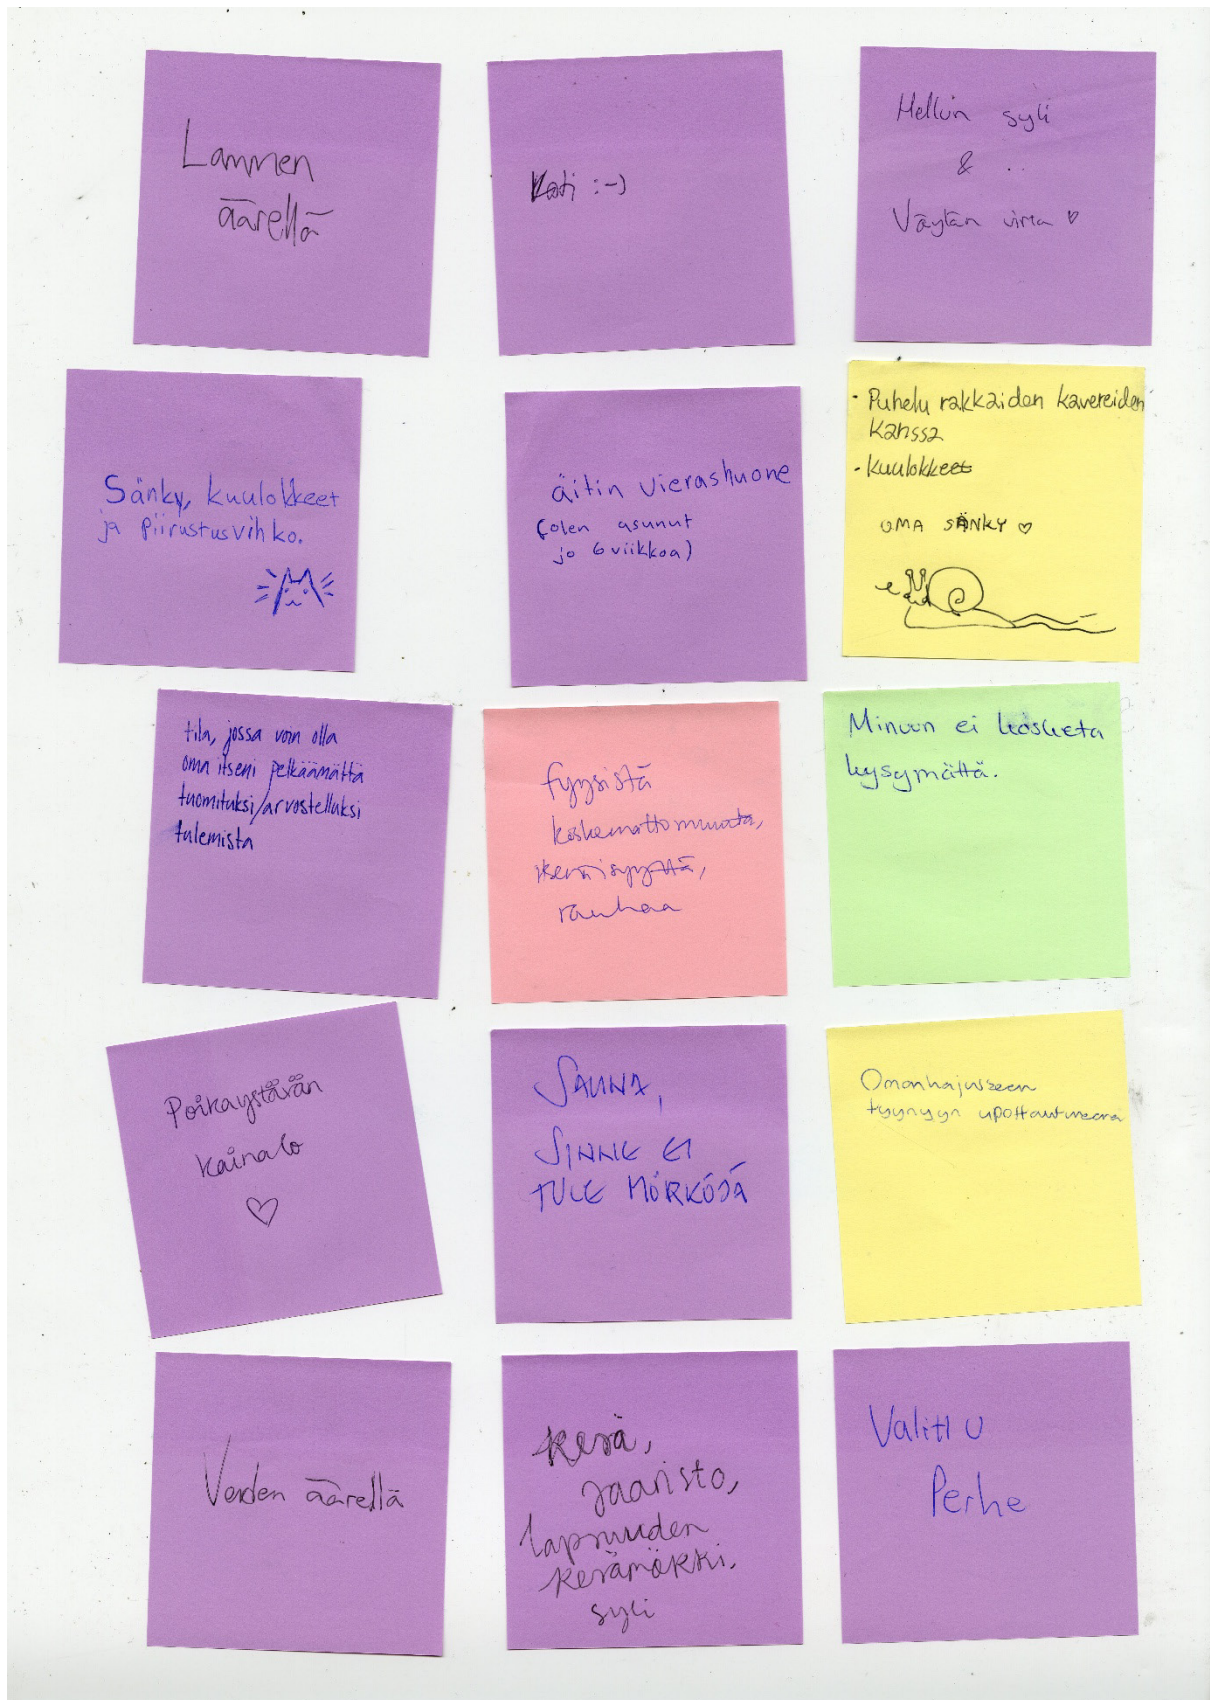 Lammen
äärellä
Koti :-)
Hellun syli
&
Väylän virta ♡
Sänky, kuulokkeet
ja piirustusvihko.
äitin vierashuone
(olen asunut
jo 6 viikkoa)
- Puhelu rakkaiden kavereiden
kanssa
- Kuulokkeet
OMA SÄNKY ♡
tila, jossa voin olla
oma itseni pelkäämättä
tuomituksi/arvostelluksi
tulemista
fyysistä
koskemattomuutta,
itsenäisyyttä,
rauhaa
Minuun ei kosketa
kysymättä.
Poikaystävän
kainalo
♡
SAUNA,
SINNE EI
TULE MÖRKÖJÄ
Omanhajuiseen
tyynyyn upottautuneena
Veden äärellä
Kesä,
saaristo,
lapsuuden
kesämökki.
syli
Valittu
Perhe